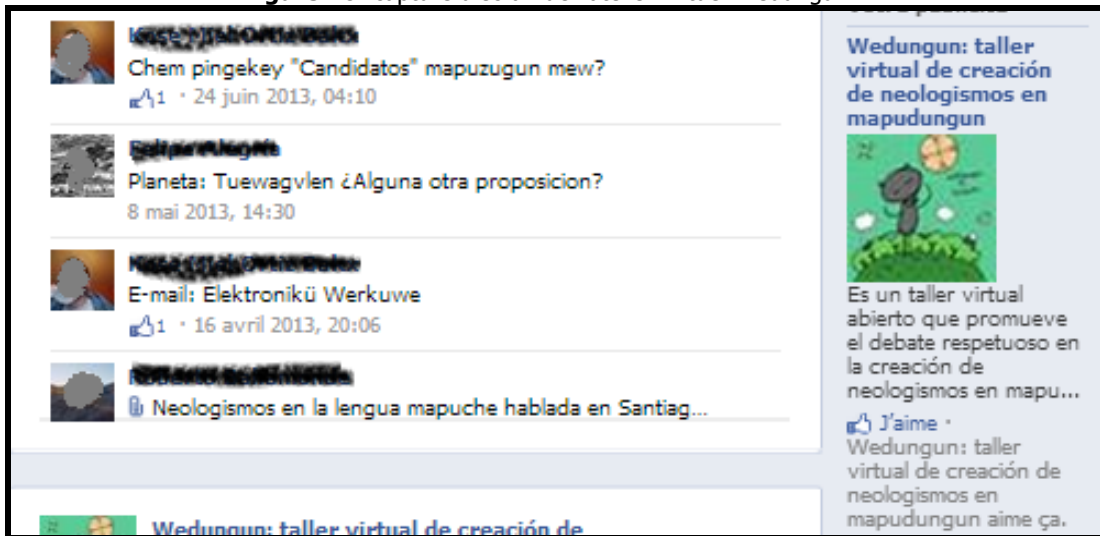 Chem pingekey "Candidatos" mapuzugun mew?
1 · 24 juin 2013, 04:10
Planeta: Tuewagvlen ¿Alguna otra proposicion?
8 mai 2013, 14:30
E-mail: Elektronikü Werkuwe
1 · 16 avril 2013, 20:06
Neologismos en la lengua mapuche hablada en Santiag...
Wedungun: taller virtual de creación de
Wedungun: taller
virtual de creación
de neologismos en
mapudungun
Es un taller virtual
abierto que promueve
el debate respetuoso en
la creación de
neologismos en mapu...
J'aime ·
Wedungun: taller
virtual de creación de
neologismos en
mapudungun aime ça.